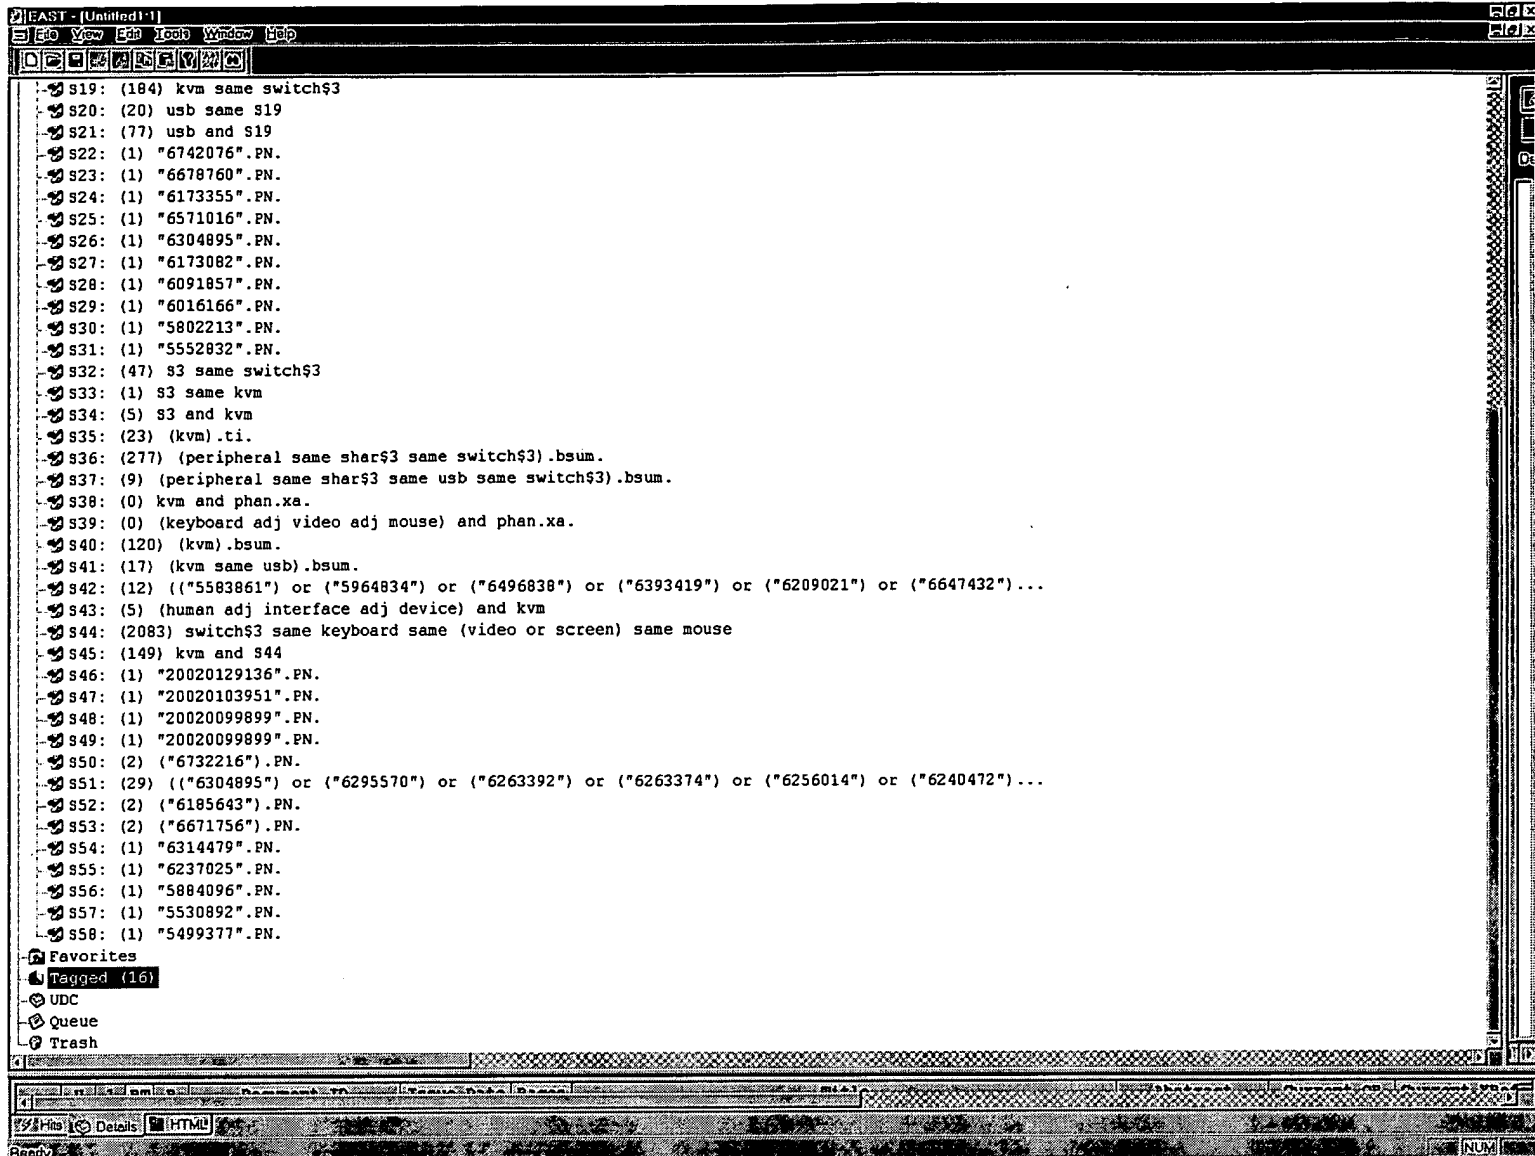 EAST - [Untitled1:1]
File View Edit Tools Window Help
S19: (184) kvm same switch$3
S20: (20) usb same S19
S21: (77) usb and S19
S22: (1) "6742076".PN.
S23: (1) "6678760".PN.
S24: (1) "6173355".PN.
S25: (1) "6571016".PN.
S26: (1) "6304895".PN.
S27: (1) "6173082".PN.
S28: (1) "6091857".PN.
S29: (1) "6016166".PN.
S30: (1) "5802213".PN.
S31: (1) "5552832".PN.
S32: (47) S3 same switch$3
S33: (1) S3 same kvm
S34: (5) S3 and kvm
S35: (23) (kvm).ti.
S36: (277) (peripheral same shar$3 same switch$3).bsum.
S37: (9) (peripheral same shar$3 same usb same switch$3).bsum.
S38: (0) kvm and phan.xa.
S39: (0) (keyboard adj video adj mouse) and phan.xa.
S40: (120) (kvm).bsum.
S41: (17) (kvm same usb).bsum.
S42: (12) (("5583861") or ("5964834") or ("6496838") or ("6393419") or ("6209021") or ("6647432")...
S43: (5) (human adj interface adj device) and kvm
S44: (2083) switch$3 same keyboard same (video or screen) same mouse
S45: (149) kvm and S44
S46: (1) "20020129136".PN.
S47: (1) "20020103951".PN.
S48: (1) "20020099899".PN.
S49: (1) "20020099899".PN.
S50: (2) ("6732216").PN.
S51: (29) (("6304895") or ("6295570") or ("6263392") or ("6263374") or ("6256014") or ("6240472")...
S52: (2) ("6185643").PN.
S53: (2) ("6671756").PN.
S54: (1) "6314479".PN.
S55: (1) "6237025".PN.
S56: (1) "5884096".PN.
S57: (1) "5530892".PN.
S58: (1) "5499377".PN.
Favorites
Tagged (16)
UDC
Queue
Trash
Hits Details HTML
Ready NUM